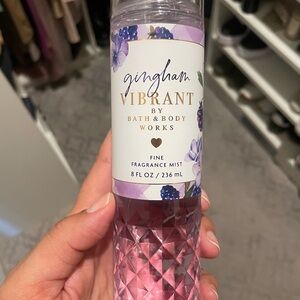 gingham
VIBRANT
BY
BATH & BODY
WORKS
FINE
FRAGRANCE MIST
8 FL OZ / 236 mL